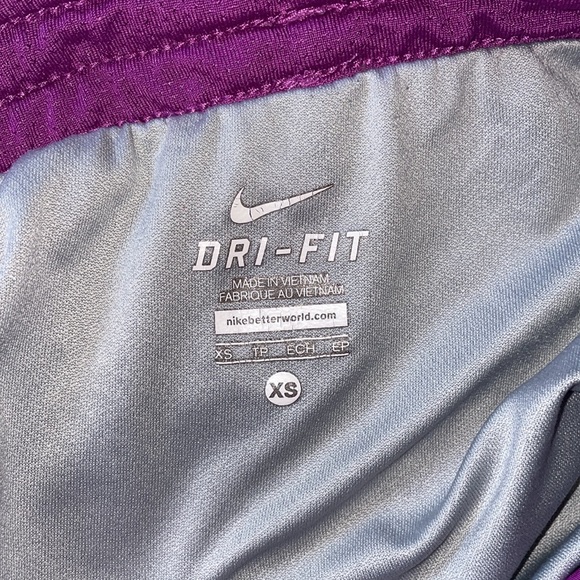 DRI-FIT
MADE IN VIETNAM
FABRIQUE AU VIETNAM
nikebetterworld.com
XS TP ECH EP
XS